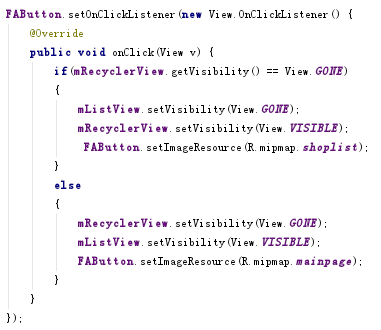 FAButton.setOnClickListener(new View.OnClickListener() {
    @Override
    public void onClick(View v) {
        if(mRecyclerView.getVisibility() == View.GONE)
        {
            mListView.setVisibility(View.GONE);
            mRecyclerView.setVisibility(View.VISIBLE);
             FAButton.setImageResource(R.mipmap.shoplist);
        }
        else
        {
            mRecyclerView.setVisibility(View.GONE);
            mListView.setVisibility(View.VISIBLE);
            FAButton.setImageResource(R.mipmap.mainpage);
        }
    }
});